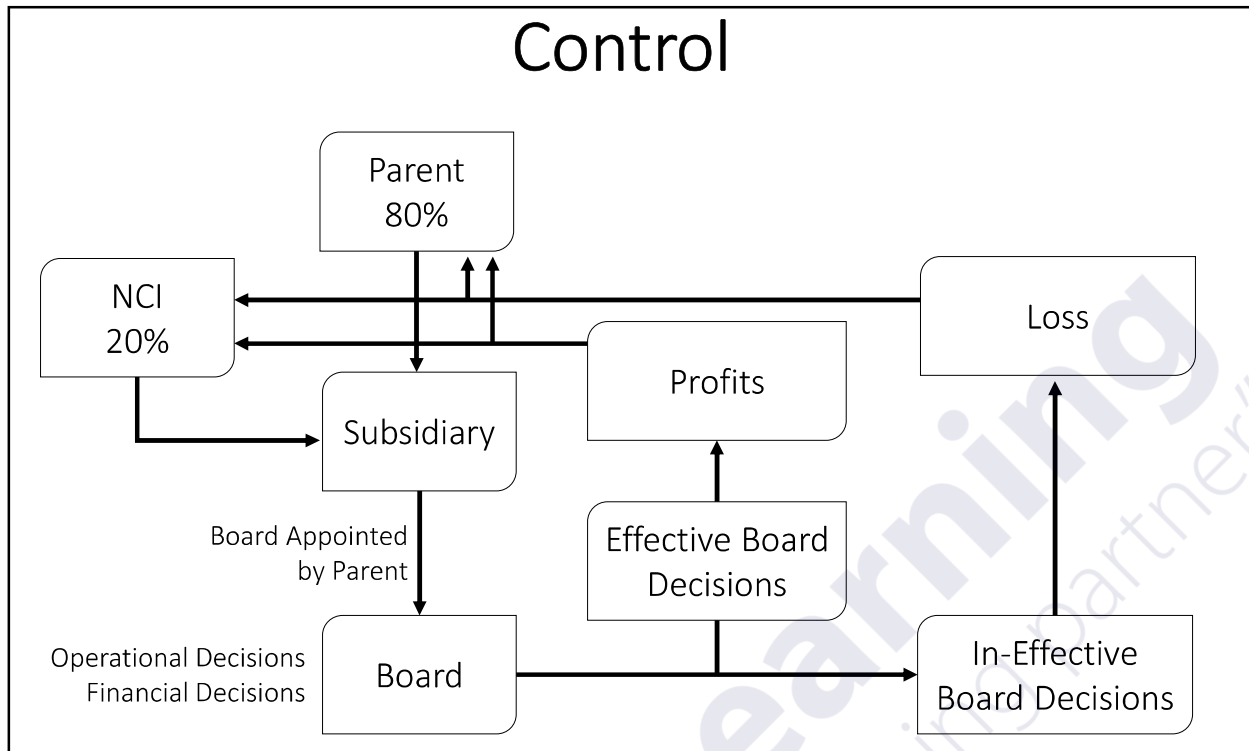 Control
Parent
80%
NCI
20%
Loss
Profits
Subsidiary
Board Appointed
by Parent
Effective Board
Decisions
Operational Decisions
Financial Decisions
Board
In-Effective
Board Decisions
partner"